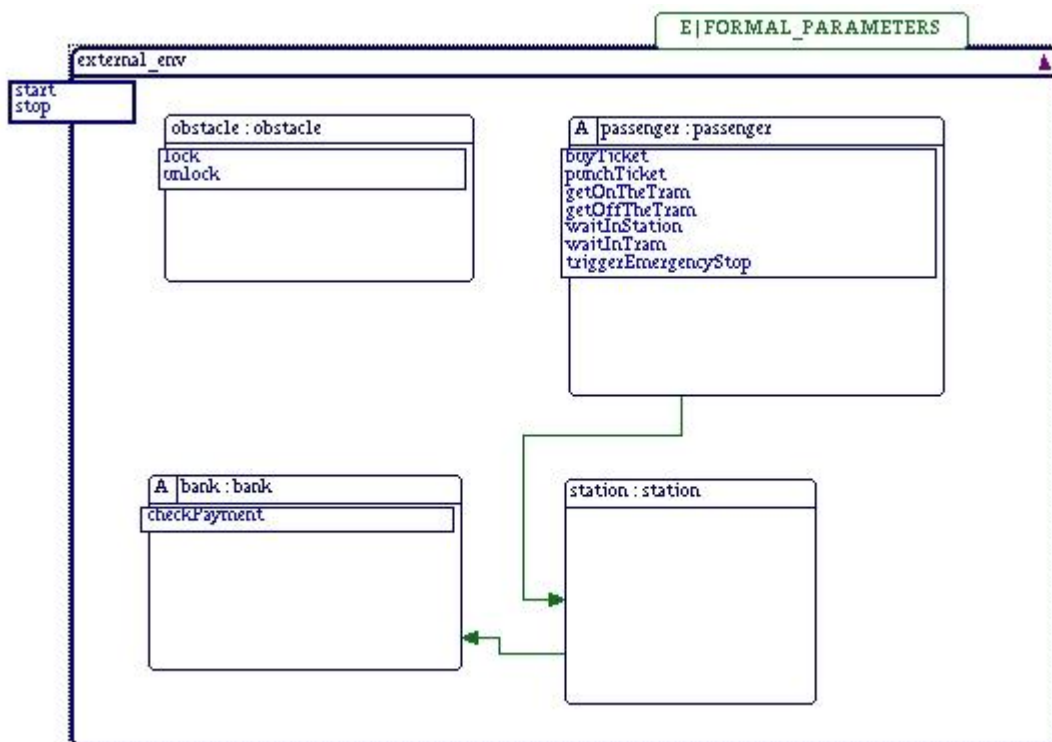 E|FORMAL_PARAMETERS
external_env
start
stop
obstacle : obstacle
lock
unlock
A passenger : passenger
buyTicket
punchTicket
getOnTheTram
getOffTheTram
waitInStation
waitInTram
triggerEmergencyStop
A bank : bank
checkPayment
station : station